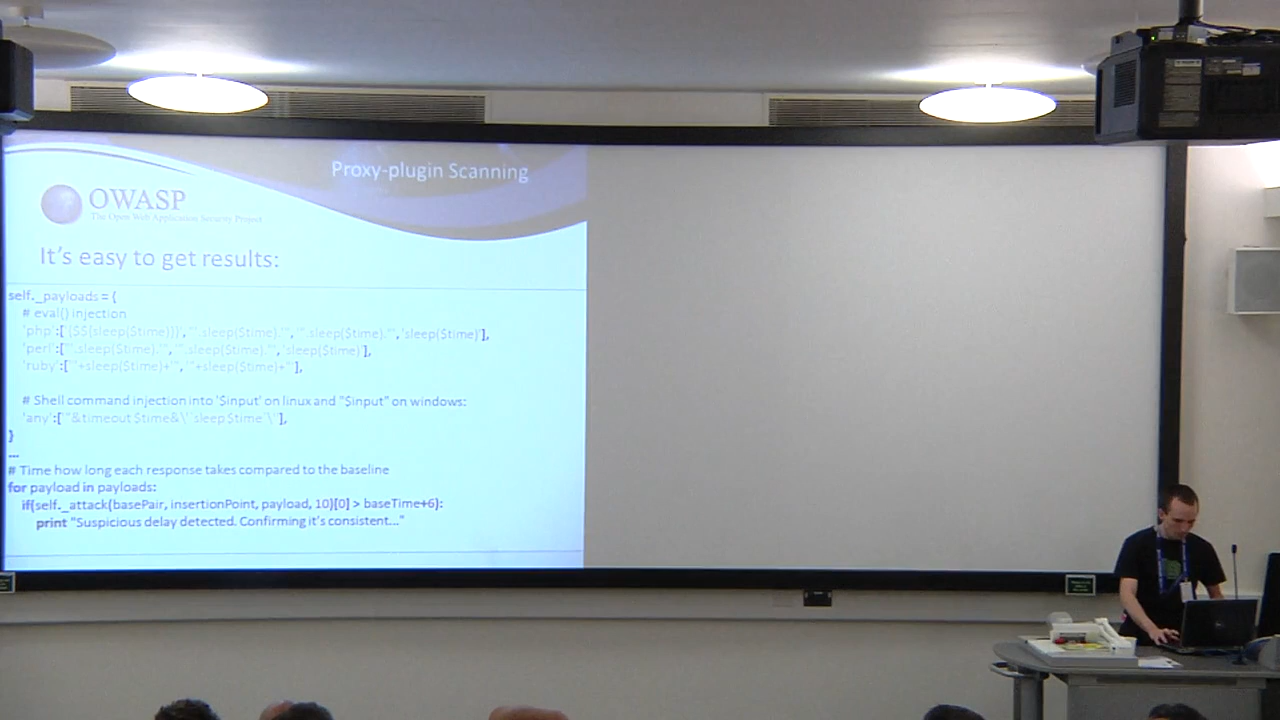 Proxy-plugin Scanning
OWASP
The Open Web Application Security Project
It's easy to get results:
self._payloads = {
# eval() injection
'php':['{${sleep($time)}}', "'.sleep($time).'", '".sleep($time)."', 'sleep($time)'],
'perl':["'.sleep($time).'", '".sleep($time)."', 'sleep($time)'],
'ruby':["'+sleep($time)+'", '"+sleep($time)+"'],
# Shell command injection into '$input' on linux and "$input" on windows:
'any':['"&timeout $time&\'`sleep $time`\''],
}
...
# Time how long each response takes compared to the baseline
for payload in payloads:
if(self._attack(basePair, insertionPoint, payload, 10)[0] > baseTime+6):
print "Suspicious delay detected. Confirming it's consistent..."